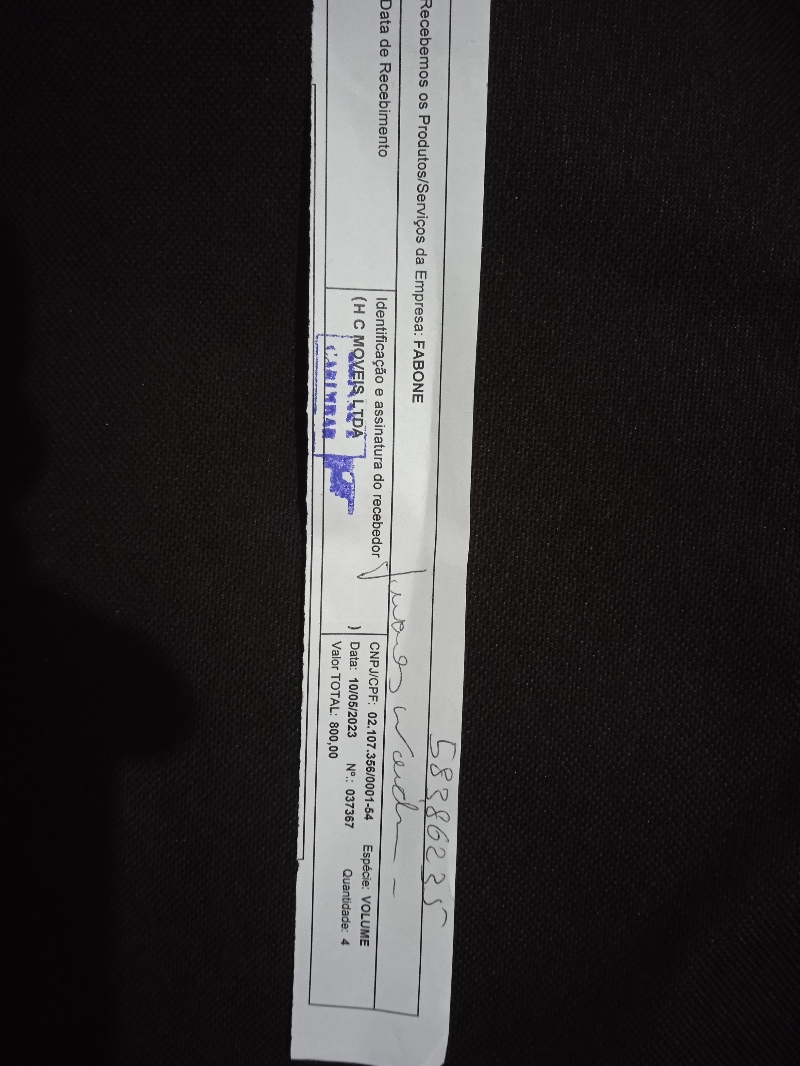 Recebemos os Produtos/Serviços da Empresa: FABONE
Data de Recebimento
Identificação e assinatura do recebedor
(H C MOVEIS LTDA )
CARIMBAR
CNPJ/CPF: 02.107.356/0001-54 Espécie: VOLUME
Data: 10/05/2023 Nº.: 037367 Quantidade: 4
Valor TOTAL: 800,00